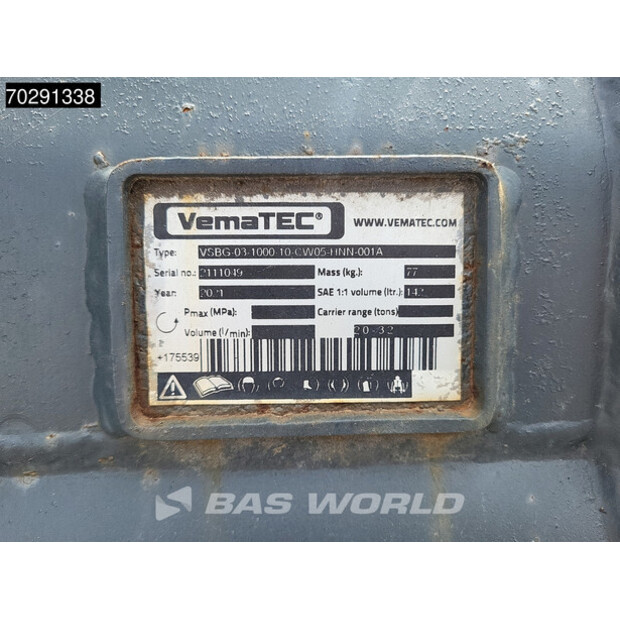 70291338
VemaTEC® WWW.VEMATEC.COM
Type: VSBG-03-1000-10-CW05-HNN-001A
Serial no.: 2111049 Mass (kg.):
Year: 2021 SAE 1:1 volume (ltr.):
Pmax (MPa): Carrier range (tons)
Volume (l/min) 20-32
2
+175539
BAS WORLD